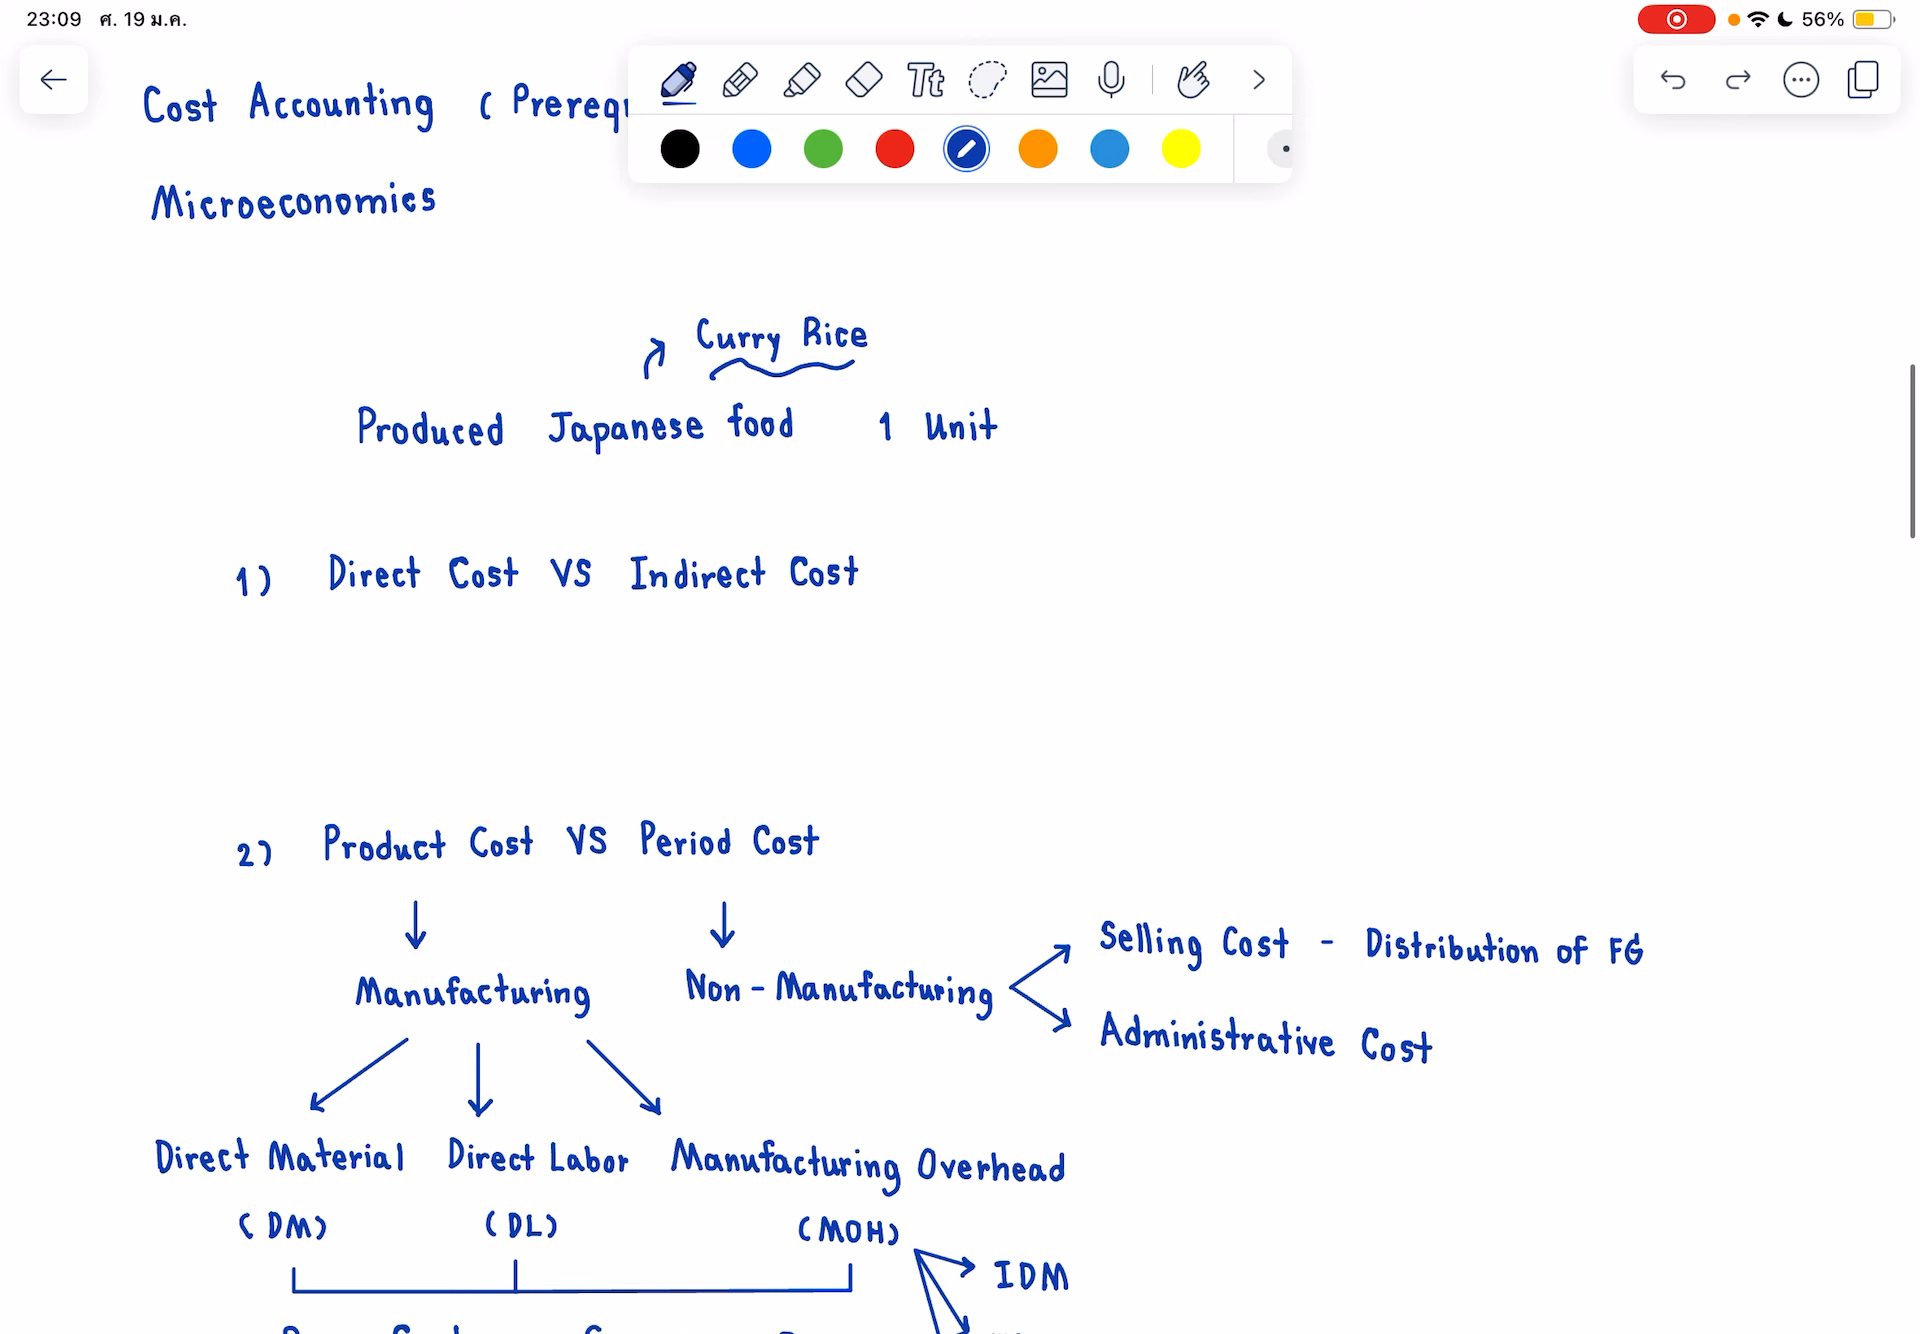 23:09 ศ. 19 ม.ค.
56%
Tt
Cost Accounting (
Microeconomics
Curry Rice
Produced Japanese food 1 Unit
1) Direct Cost VS Indirect Cost
2) Product Cost VS Period Cost
Selling Cost - Distribution of FG
Manufacturing Non-Manufacturing
Administrative Cost
Direct Material Direct Labor Manufacturing Overhead
(DM) (DL) (MOH)
IDM